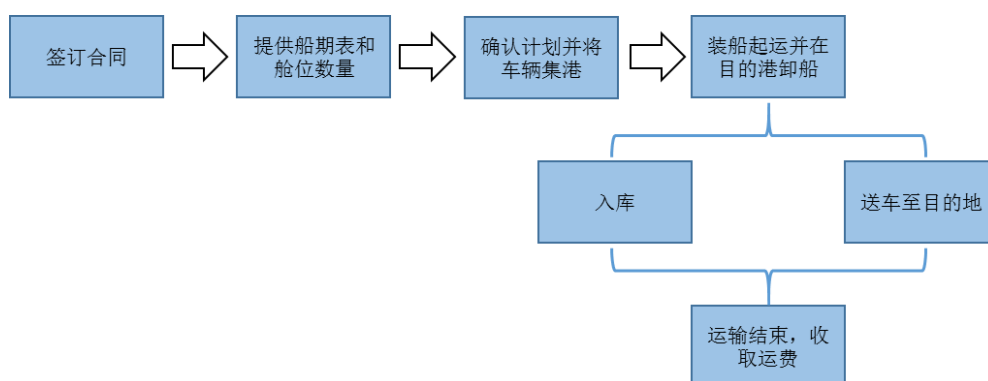 签订合同
提供船期表和
舱位数量
确认计划并将
车辆集港
装船起运并在
目的港卸船
入库
送车至目的地
运输结束，收
取运费